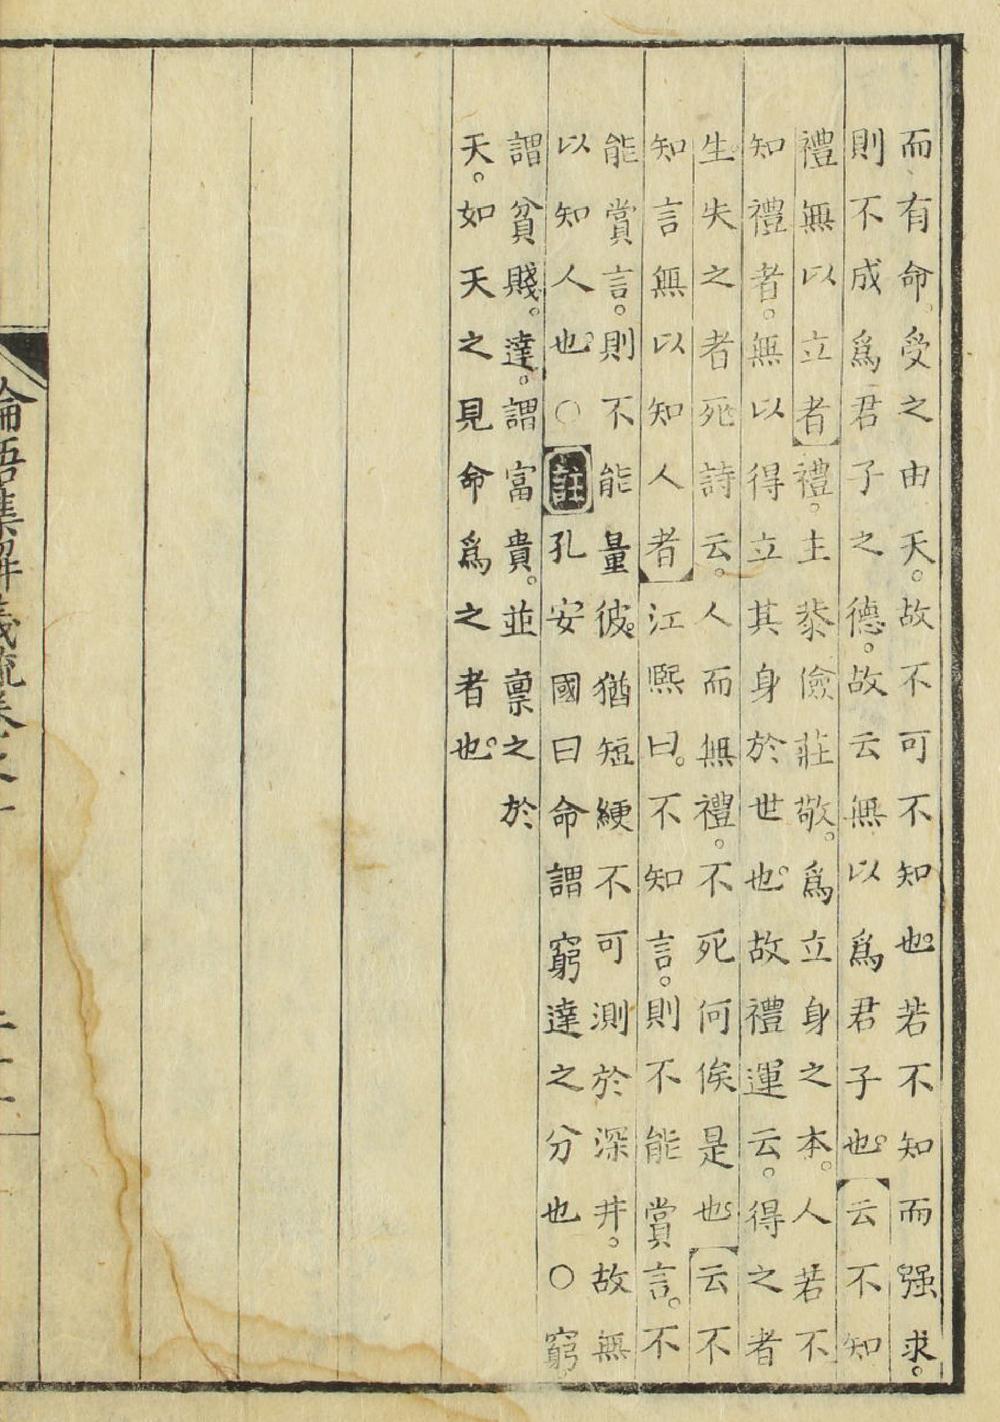 而有命。受之由天。故不可不知也。若不知而强求。
則不成爲君子之德。故云無以爲君子也。【云不知
禮無以立者】禮。主恭儉莊敬。爲立身之本。人若不
知禮者。無以得立其身於世也。故禮運云。得之者
生。失之者死。詩云。人而無禮。不死何俟是也。【云不
知言無以知人者】江熙曰。不知言。則不能賞言。不
能賞言。則不能量彼。猶短綆不可測於深井。故無
以知人也。○註孔安國曰命謂窮達之分也○窮。
謂貧賤。達。謂富貴。並稟之於
天。如天之見命爲之者也。
論語集解義疏卷